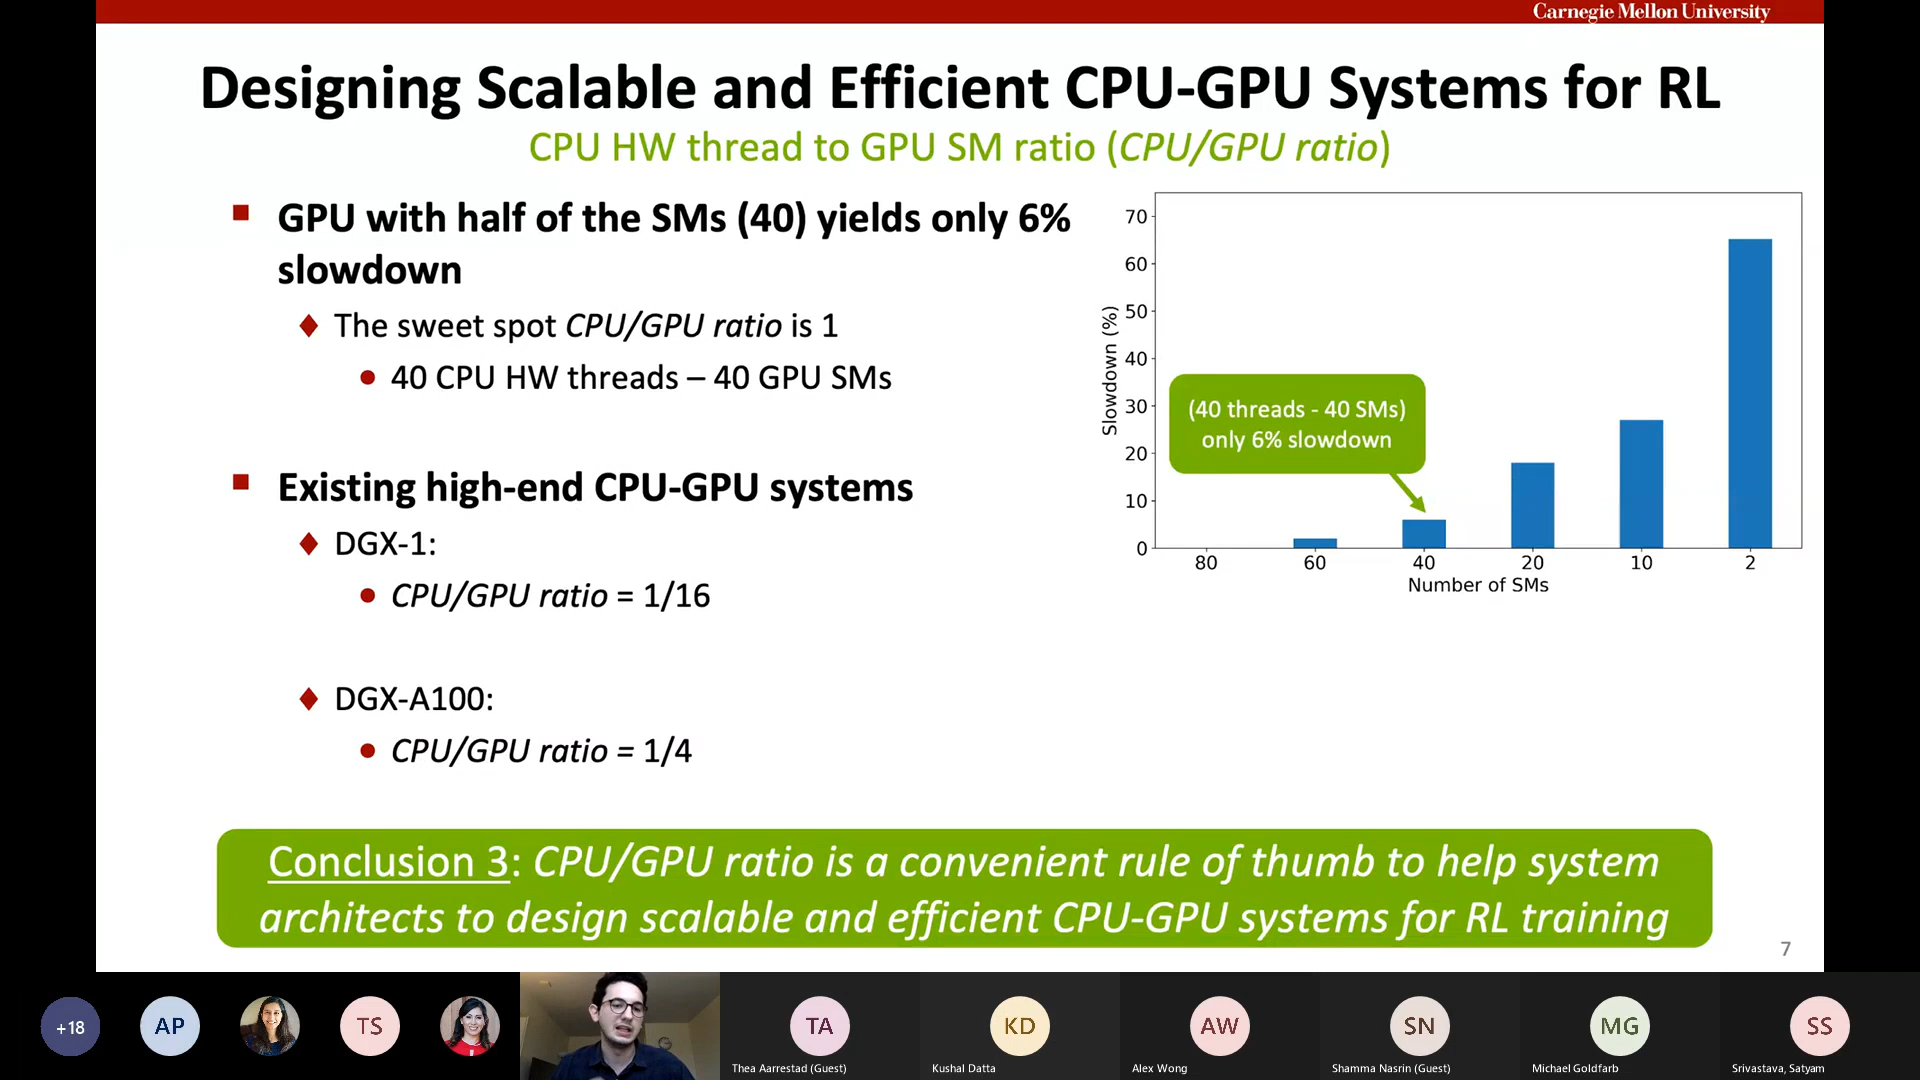 Carnegie Mellon University
Designing Scalable and Efficient CPU-GPU Systems for RL
CPU HW thread to GPU SM ratio (CPU/GPU ratio)
GPU with half of the SMs (40) yields only 6%
slowdown
The sweet spot CPU/GPU ratio is 1
40 CPU HW threads – 40 GPU SMs
Existing high-end CPU-GPU systems
DGX-1:
CPU/GPU ratio = 1/16
DGX-A100:
CPU/GPU ratio = 1/4
70
60
50
40
30
20
10
0
Slowdown (%)
(40 threads - 40 SMs)
only 6% slowdown
80 60 40 20 10 2
Number of SMs
Conclusion 3: CPU/GPU ratio is a convenient rule of thumb to help system
architects to design scalable and efficient CPU-GPU systems for RL training
7
+18
AP
TS
TA
KD
AW
SN
MG
SS
Thea Aarrestad (Guest)
Kushal Datta
Alex Wong
Shamma Nasrin (Guest)
Michael Goldfarb
Srivastava, Satyam